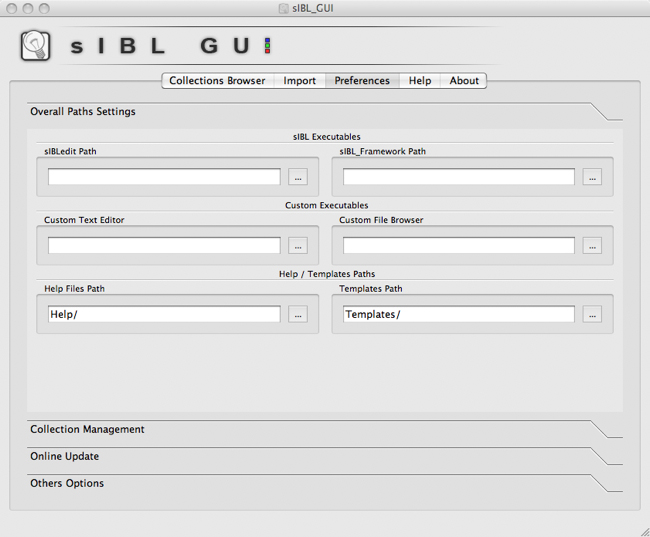 sIBL_GUI
sIBL GUI
Collections Browser Import Preferences Help About
Overall Paths Settings
sIBL Executables
sIBLedit Path sIBL_Framework Path
... ...
Custom Executables
Custom Text Editor Custom File Browser
... ...
Help / Templates Paths
Help Files Path Templates Path
Help/ ... Templates/ ...
Collection Management
Online Update
Others Options